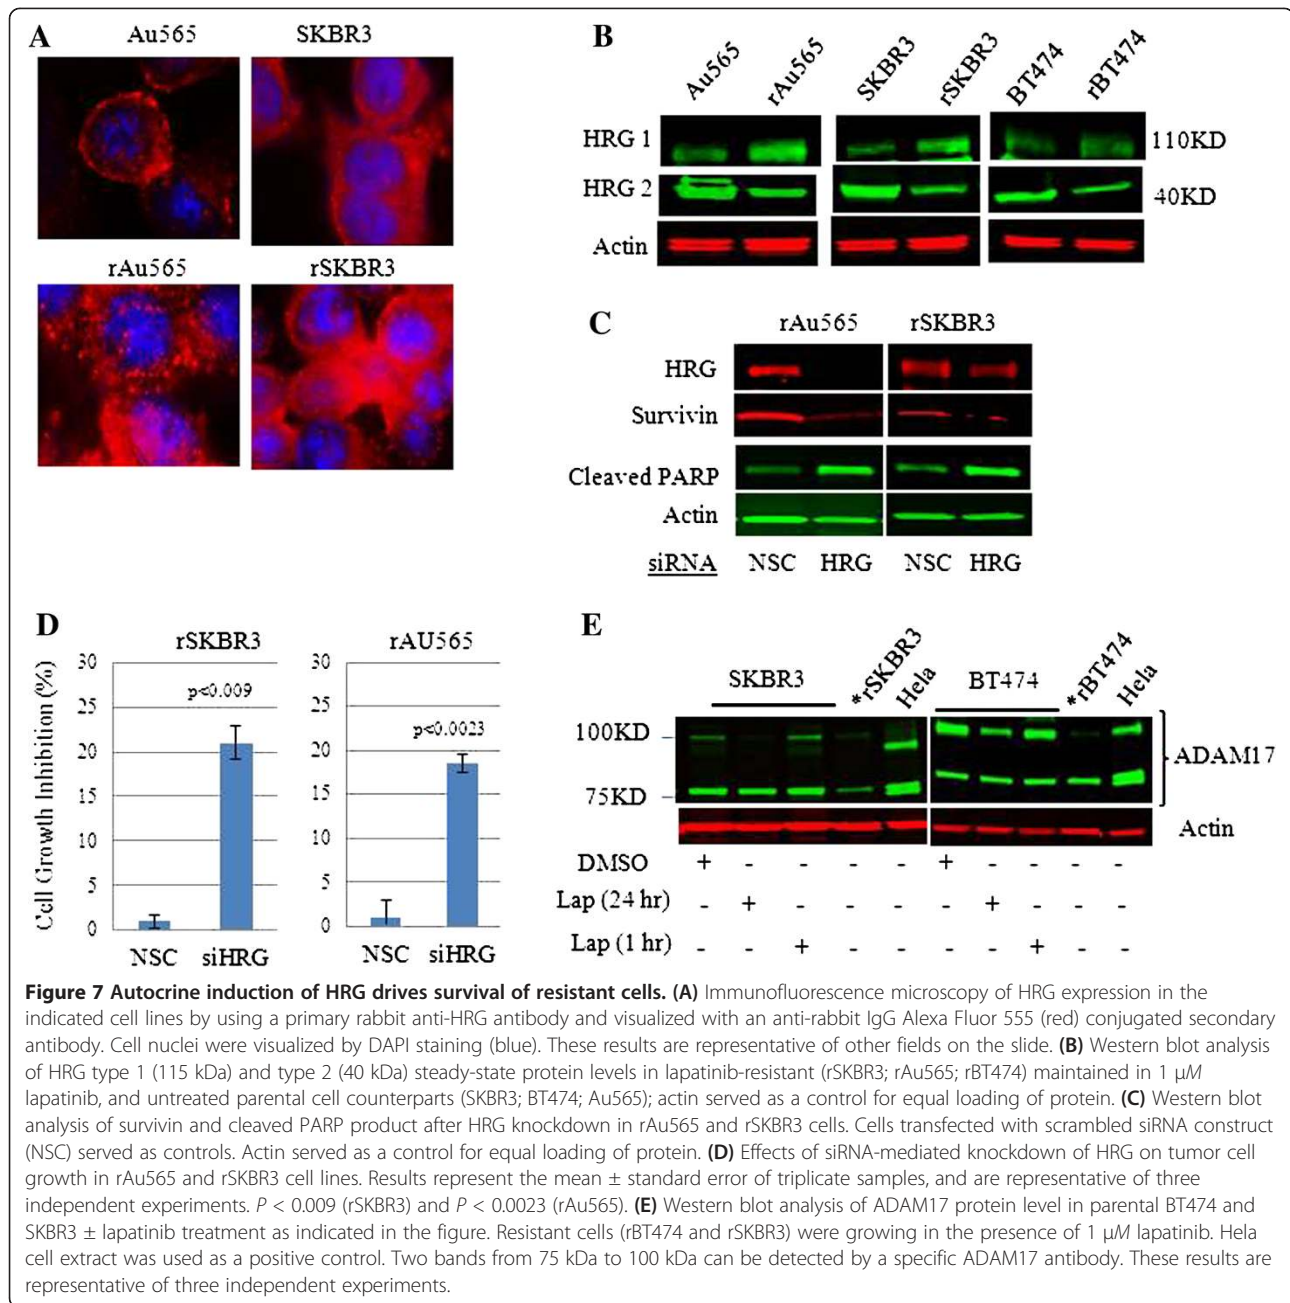 A
Au565 SKBR3
rAu565 rSKBR3
B
Au565 rAu565 SKBR3 rSKBR3 BT474 rBT474
HRG 1 110KD
HRG 2 40KD
Actin
C
rAu565 rSKBR3
HRG
Survivin
Cleaved PARP
Actin
siRNA NSC HRG NSC HRG
D
rSKBR3 rAU565
Cell Growth Inhibition (%)
30 30
25 25
20 20
15 15
10 10
5 5
0 0
p<0.009 p<0.0023
NSC siHRG NSC siHRG
E
SKBR3 *rSKBR3 Hela BT474 *rBT474 Hela
100KD
75KD
ADAM17
Actin
DMSO + - - - - + - - - -
Lap (24 hr) - + - - - - + - - -
Lap (1 hr) - - + - - - - + - -
Figure 7 Autocrine induction of HRG drives survival of resistant cells. (A) Immunofluorescence microscopy of HRG expression in the
indicated cell lines by using a primary rabbit anti-HRG antibody and visualized with an anti-rabbit IgG Alexa Fluor 555 (red) conjugated secondary
antibody. Cell nuclei were visualized by DAPI staining (blue). These results are representative of other fields on the slide. (B) Western blot analysis
of HRG type 1 (115 kDa) and type 2 (40 kDa) steady-state protein levels in lapatinib-resistant (rSKBR3; rAu565; rBT474) maintained in 1 μM
lapatinib, and untreated parental cell counterparts (SKBR3; BT474; Au565); actin served as a control for equal loading of protein. (C) Western blot
analysis of survivin and cleaved PARP product after HRG knockdown in rAu565 and rSKBR3 cells. Cells transfected with scrambled siRNA construct
(NSC) served as controls. Actin served as a control for equal loading of protein. (D) Effects of siRNA-mediated knockdown of HRG on tumor cell
growth in rAu565 and rSKBR3 cell lines. Results represent the mean ± standard error of triplicate samples, and are representative of three
independent experiments. P < 0.009 (rSKBR3) and P < 0.0023 (rAu565). (E) Western blot analysis of ADAM17 protein level in parental BT474 and
SKBR3 ± lapatinib treatment as indicated in the figure. Resistant cells (rBT474 and rSKBR3) were growing in the presence of 1 μM lapatinib. Hela
cell extract was used as a positive control. Two bands from 75 kDa to 100 kDa can be detected by a specific ADAM17 antibody. These results are
representative of three independent experiments.